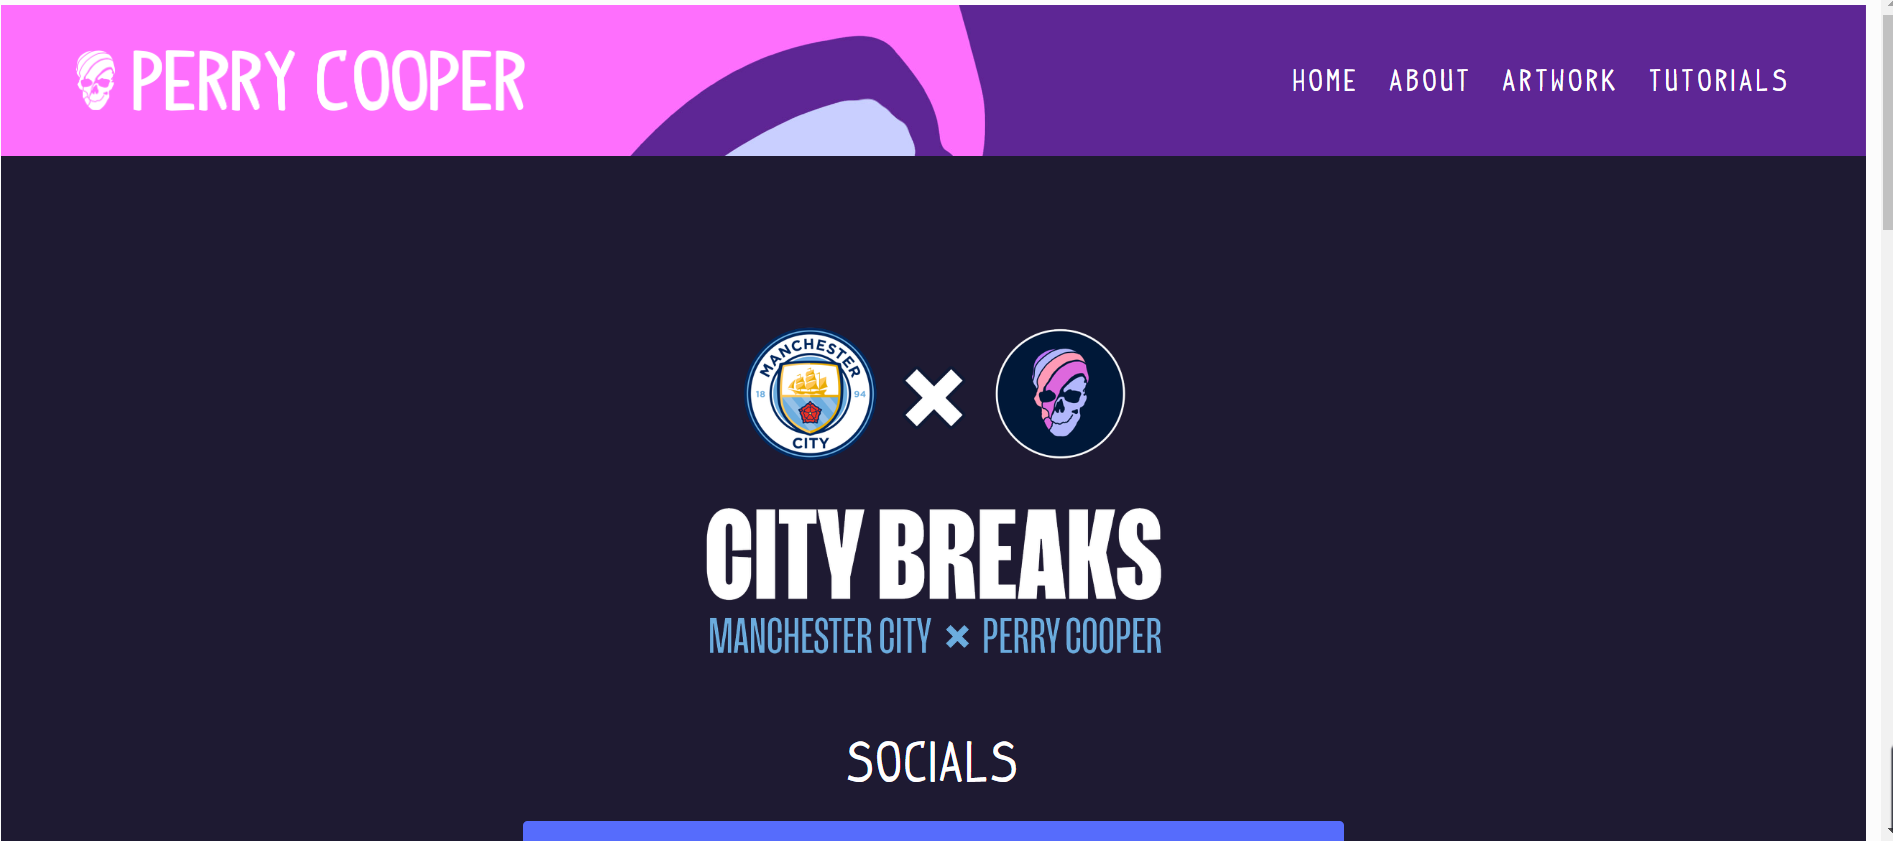 PERRY COOPER
HOME ABOUT ARTWORK TUTORIALS
MANCHESTER
18 94
CITY
CITY BREAKS
MANCHESTER CITY × PERRY COOPER
SOCIALS